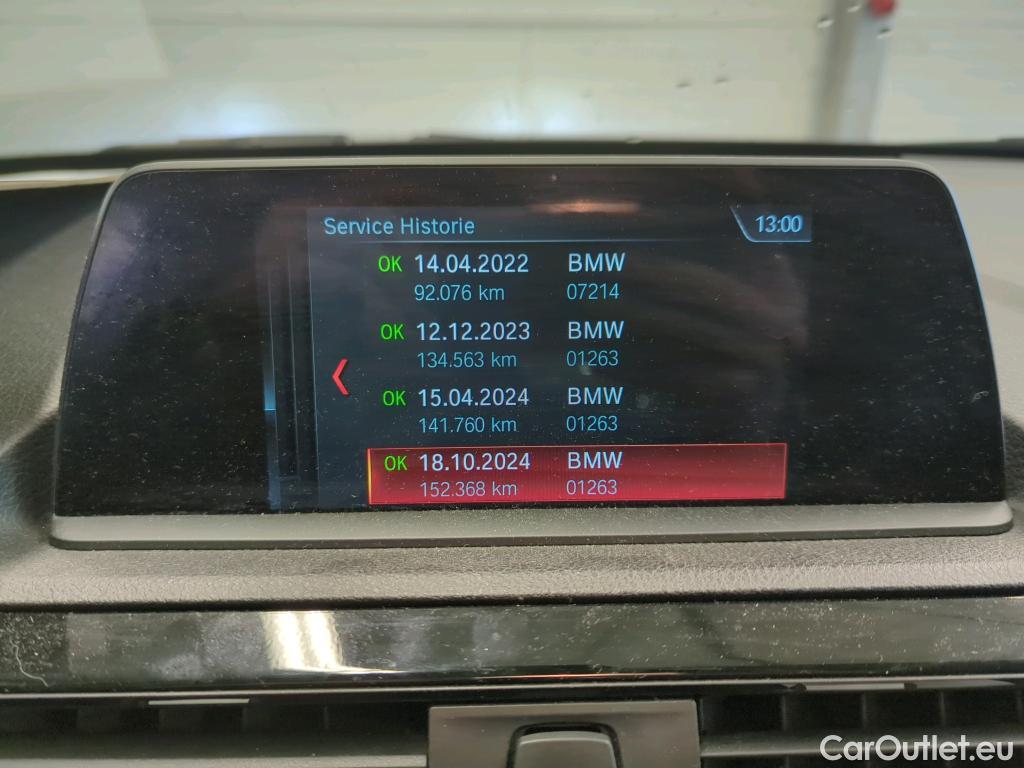 Service Historie
13:00
OK 14.04.2022 BMW
92.076 km 07214
OK 12.12.2023 BMW
134.563 km 01263
OK 15.04.2024 BMW
141.760 km 01263
OK 18.10.2024 BMW
152.368 km 01263
CarOutlet.eu